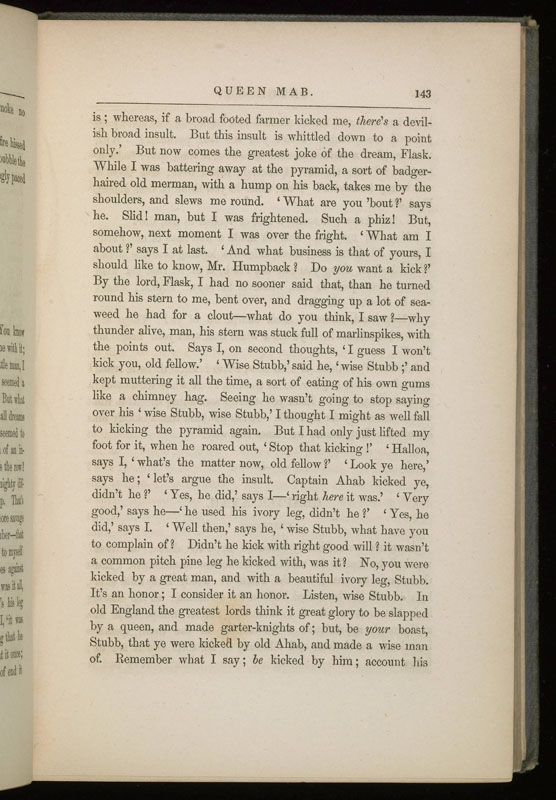 QUEEN MAB. 143
is; whereas, if a broad footed farmer kicked me, there's a devil-
ish broad insult. But this insult is whittled down to a point
only.' But now comes the greatest joke of the dream, Flask.
While I was battering away at the pyramid, a sort of badger-
haired old merman, with a hump on his back, takes me by the
shoulders, and slews me round. 'What are you 'bout?' says
he. Slid! man, but I was frightened. Such a phiz! But,
somehow, next moment I was over the fright. 'What am I
about?' says I at last. 'And what business is that of yours, I
should like to know, Mr. Humpback? Do you want a kick?'
By the lord, Flask, I had no sooner said that, than he turned
round his stern to me, bent over, and dragging up a lot of sea-
weed he had for a clout—what do you think, I saw?—why
thunder alive, man, his stern was stuck full of marlinspikes, with
the points out. Says I, on second thoughts, 'I guess I won't
kick you, old fellow.' 'Wise Stubb,' said he, 'wise Stubb;' and
kept muttering it all the time, a sort of eating of his own gums
like a chimney hag. Seeing he wasn't going to stop saying
over his 'wise Stubb, wise Stubb,' I thought I might as well fall
to kicking the pyramid again. But I had only just lifted my
foot for it, when he roared out, 'Stop that kicking!' 'Halloa,
says I, 'what's the matter now, old fellow?' 'Look ye here,'
says he; 'let's argue the insult. Captain Ahab kicked ye,
didn't he?' 'Yes, he did,' says I—'right here it was.' 'Very
good,' says he—'he used his ivory leg, didn't he?' 'Yes, he
did,' says I. 'Well then,' says he, 'wise Stubb, what have you
to complain of? Didn't he kick with right good will? it wasn't
a common pitch pine leg he kicked with, was it? No, you were
kicked by a great man, and with a beautiful ivory leg, Stubb.
It's an honor; I consider it an honor. Listen, wise Stubb. In
old England the greatest lords think it great glory to be slapped
by a queen, and made garter-knights of; but, be your boast,
Stubb, that ye were kicked by old Ahab, and made a wise man
of. Remember what I say; be kicked by him; account his